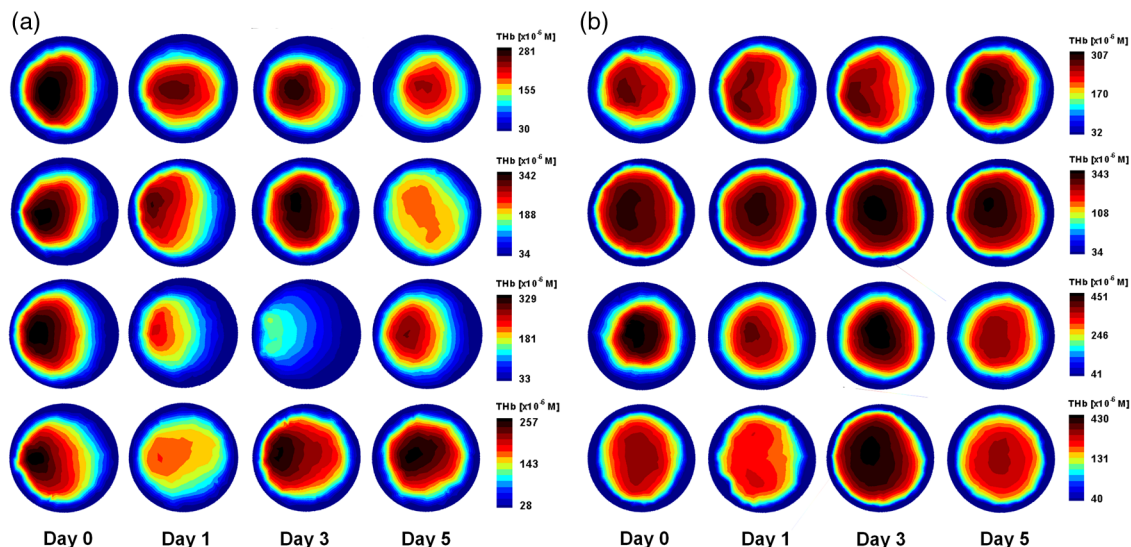 (a)
(b)
THb [x10⁻⁶ M]
281
155
30
THb [x10⁻⁶ M]
307
170
32
THb [x10⁻⁶ M]
342
188
34
THb [x10⁻⁶ M]
343
108
34
THb [x10⁻⁶ M]
329
181
33
THb [x10⁻⁶ M]
451
246
41
THb [x10⁻⁶ M]
257
143
28
THb [x10⁻⁶ M]
430
131
40
Day 0 Day 1 Day 3 Day 5
Day 0 Day 1 Day 3 Day 5